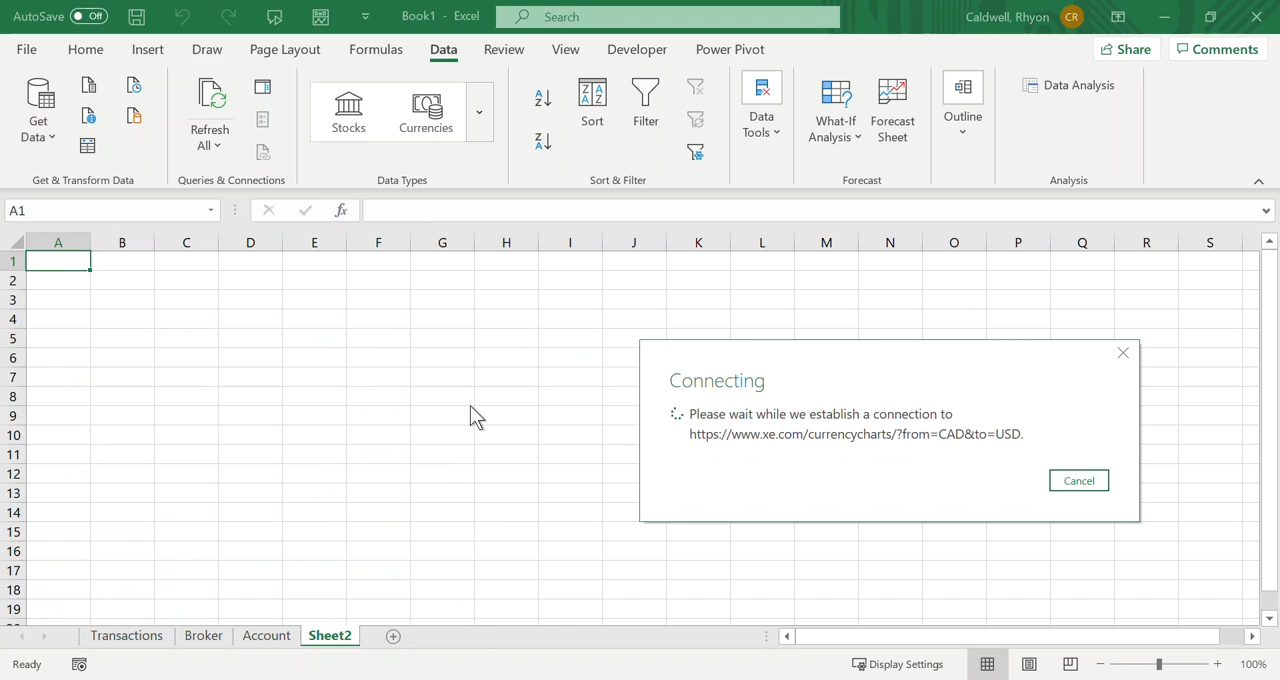 AutoSave Off Book1 - Excel Search Caldwell, Rhyon CR
File Home Insert Draw Page Layout Formulas Data Review View Developer Power Pivot Share Comments
Get Data
Refresh All
Stocks
Currencies
Sort
Filter
Data Tools
What-If Analysis
Forecast Sheet
Outline
Data Analysis
Get & Transform Data Queries & Connections Data Types Sort & Filter Forecast Analysis
A1 fx
A B C D E F G H I J K L M N O P Q R S
1
2
3
4
5
6
7
8
9
10
11
12
13
14
15
16
17
18
19
Connecting
Please wait while we establish a connection to
https://www.xe.com/currencycharts/?from=CAD&to=USD.
Cancel
Transactions Broker Account Sheet2
Ready Display Settings 100%